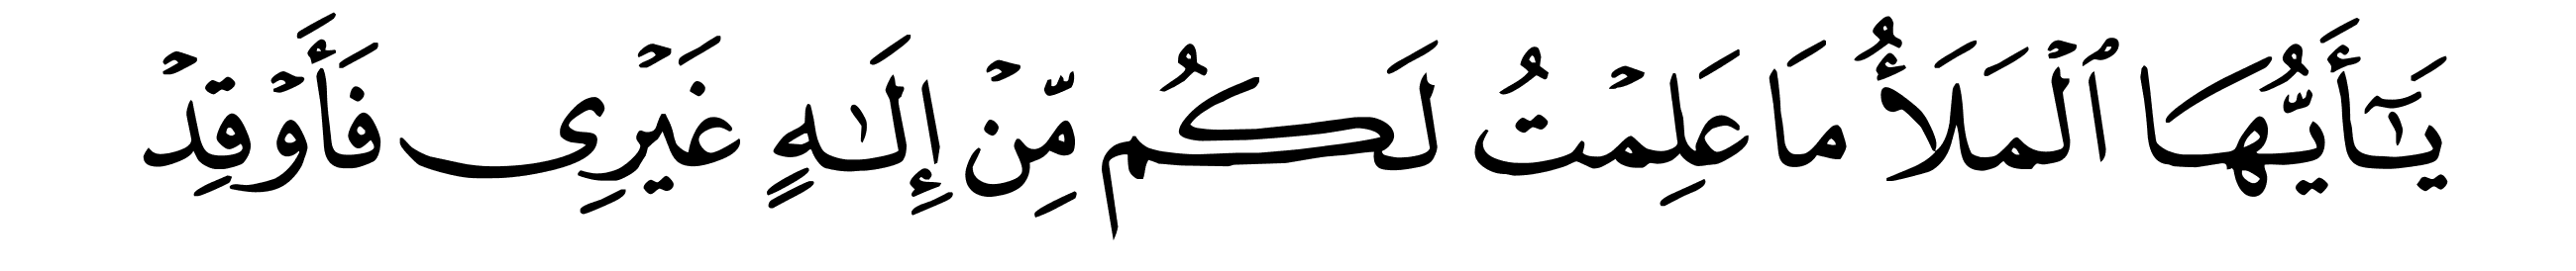 يَـٰٓأَيُّهَا ٱلْمَلَأُ مَا عَلِمْتُ لَكُم مِّنْ إِلَـٰهٍ غَيْرِى فَأَوْقِدْ